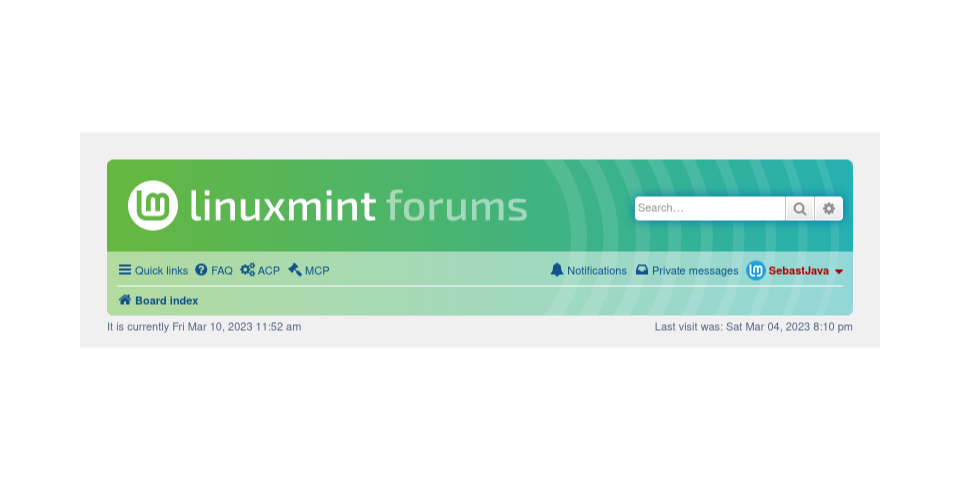 linuxmint forums
Search…
Quick links FAQ ACP MCP Notifications Private messages SebastJava
Board index
It is currently Fri Mar 10, 2023 11:52 am Last visit was: Sat Mar 04, 2023 8:10 pm